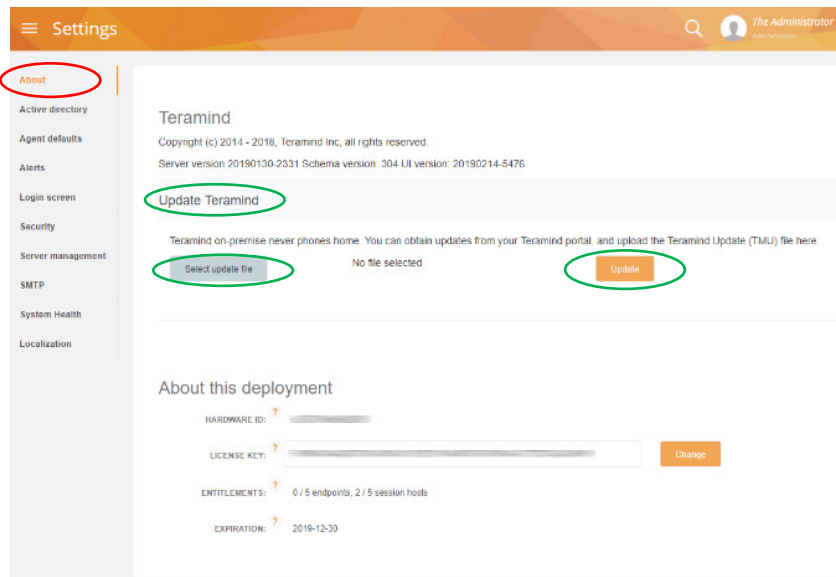 Settings
The Administrator
Administrator
About
Active directory
Agent defaults
Alerts
Login screen
Security
Server management
SMTP
System Health
Localization
Teramind
Copyright (c) 2014 - 2018, Teramind Inc, all rights reserved.
Server version 20190130-2331 Schema version: 304 UI version: 20190214-5476
Update Teramind
Teramind on-premise never phones home. You can obtain updates from your Teramind portal, and upload the Teramind Update (TMU) file here.
Select update file No file selected Update
About this deployment
HARDWARE ID: ?
LICENSE KEY: ? Change
ENTITLEMENTS: ? 0 / 5 endpoints, 2 / 5 session hosts
EXPIRATION: ? 2019-12-30